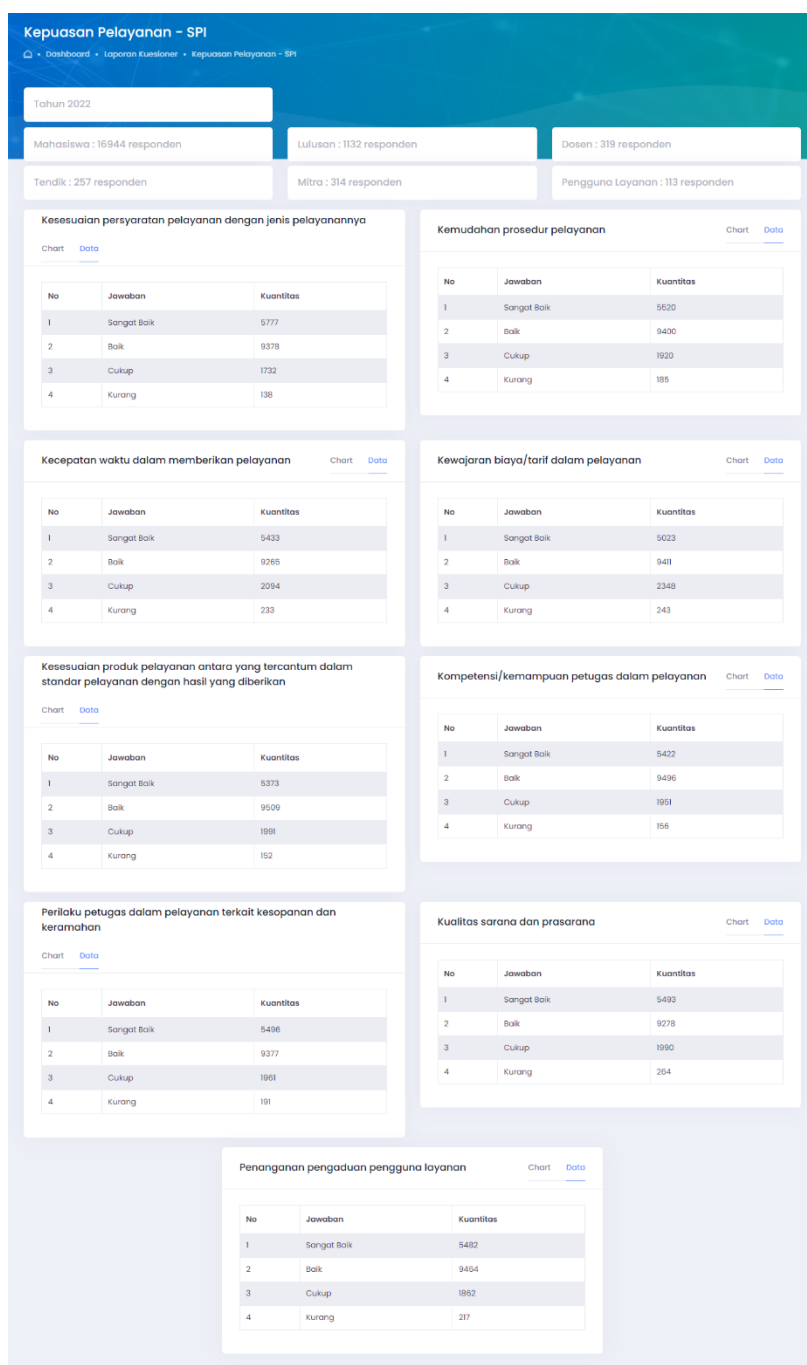 Kepuasan Pelayanan - SPI
Dashboard • Laporan Kuesioner • Kepuasan Pelayanan - SPI
Tahun 2022
Mahasiswa : 16944 responden
Lulusan : 1132 responden
Dosen : 319 responden
Tendik : 257 responden
Mitra : 314 responden
Pengguna Layanan : 113 responden
Kesesuaian persyaratan pelayanan dengan jenis pelayanannya
Chart Data
No Jawaban Kuantitas
1 Sangat Baik 5777
2 Baik 9378
3 Cukup 1732
4 Kurang 138
Kemudahan prosedur pelayanan
Chart Data
No Jawaban Kuantitas
1 Sangat Baik 5520
2 Baik 9400
3 Cukup 1920
4 Kurang 185
Kecepatan waktu dalam memberikan pelayanan
Chart Data
No Jawaban Kuantitas
1 Sangat Baik 5433
2 Baik 9265
3 Cukup 2094
4 Kurang 233
Kewajaran biaya/tarif dalam pelayanan
Chart Data
No Jawaban Kuantitas
1 Sangat Baik 5023
2 Baik 9411
3 Cukup 2348
4 Kurang 243
Kesesuaian produk pelayanan antara yang tercantum dalam
standar pelayanan dengan hasil yang diberikan
Chart Data
No Jawaban Kuantitas
1 Sangat Baik 5373
2 Baik 9509
3 Cukup 1991
4 Kurang 152
Kompetensi/kemampuan petugas dalam pelayanan
Chart Data
No Jawaban Kuantitas
1 Sangat Baik 5422
2 Baik 9496
3 Cukup 1951
4 Kurang 156
Perilaku petugas dalam pelayanan terkait kesopanan dan
keramahan
Chart Data
No Jawaban Kuantitas
1 Sangat Baik 5496
2 Baik 9377
3 Cukup 1961
4 Kurang 191
Kualitas sarana dan prasarana
Chart Data
No Jawaban Kuantitas
1 Sangat Baik 5493
2 Baik 9278
3 Cukup 1990
4 Kurang 264
Penanganan pengaduan pengguna layanan
Chart Data
No Jawaban Kuantitas
1 Sangat Baik 5482
2 Baik 9464
3 Cukup 1862
4 Kurang 217